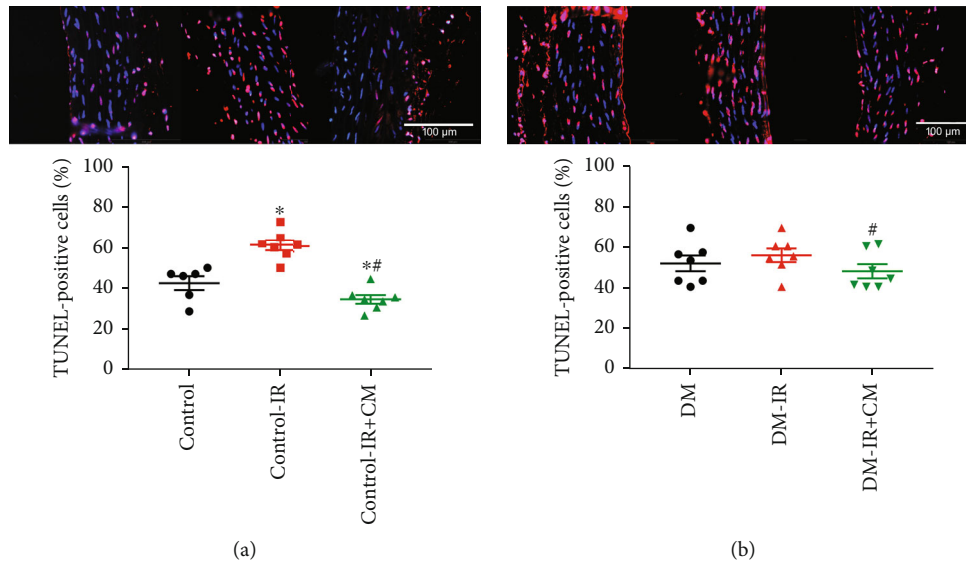 100 μm
100 μm
TUNEL-positive cells (%)
100
80
60
40
20
0
*
*#
Control
Control-IR
Control-IR+CM
(a)
TUNEL-positive cells (%)
100
80
60
40
20
0
#
DM
DM-IR
DM-IR+CM
(b)